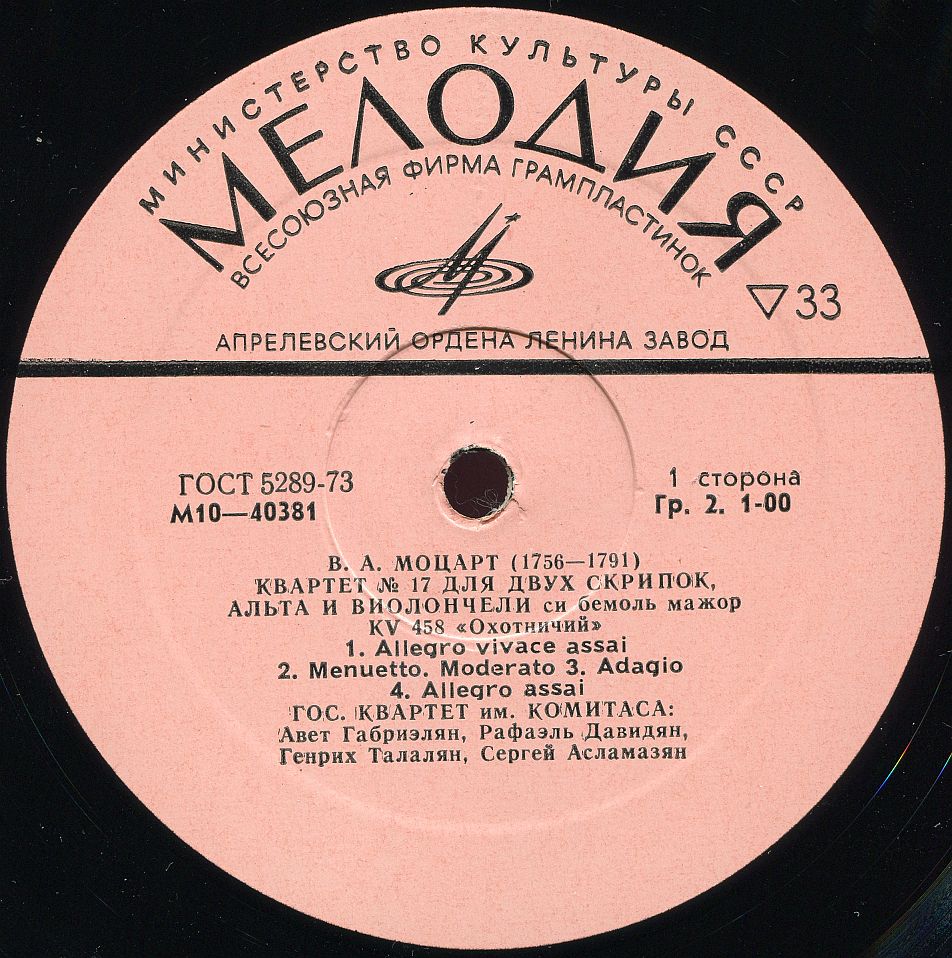 МИНИСТЕРСТВО КУЛЬТУРЫ СССР
МЕЛОДИЯ
ВСЕСОЮЗНАЯ ФИРМА ГРАМПЛАСТИНОК
▽33
АПРЕЛЕВСКИЙ ОРДЕНА ЛЕНИНА ЗАВОД
ГОСТ 5289-73
1 сторона
М10—40381
Гр. 2. 1-00
В. А. МОЦАРТ (1756—1791)
КВАРТЕТ № 17 ДЛЯ ДВУХ СКРИПОК,
АЛЬТА И ВИОЛОНЧЕЛИ си бемоль мажор
KV 458 «Охотничий»
1. Allegro vivace assai
2. Menuetto. Moderato 3. Adagio
4. Allegro assai
ГОС. КВАРТЕТ им. КОМИТАСА:
Авет Габриэлян, Рафаэль Давидян,
Генрих Талалян, Сергей Асламазян